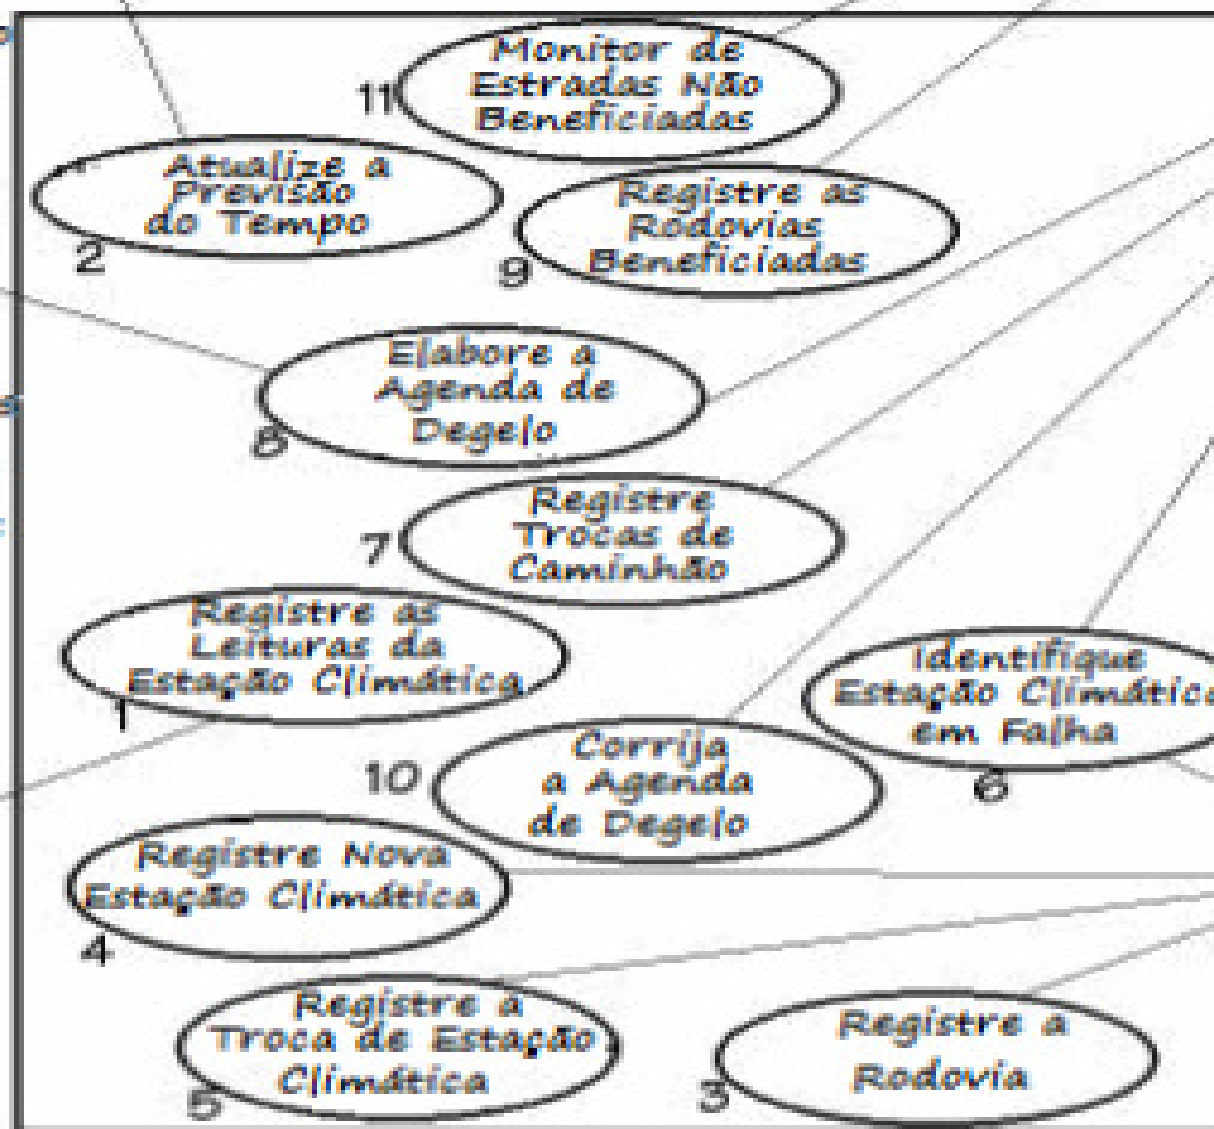 11
Monitor de
Estradas Não
Beneficiadas
Atualize a
Previsão
do Tempo
2
Registre as
Rodovias
Beneficiadas
9
Elabore a
Agenda de
Degelo
8
Registre
Trocas de
Caminhão
7
Registre as
Leituras da
Estação Climática
1
Identifique
Estação Climátic
em Falha
6
Corrija
a Agenda
de Degelo
10
Registre Nova
Estação Climática
4
Registre a
Troca de Estação
Climática
5
Registre a
Rodovia
3